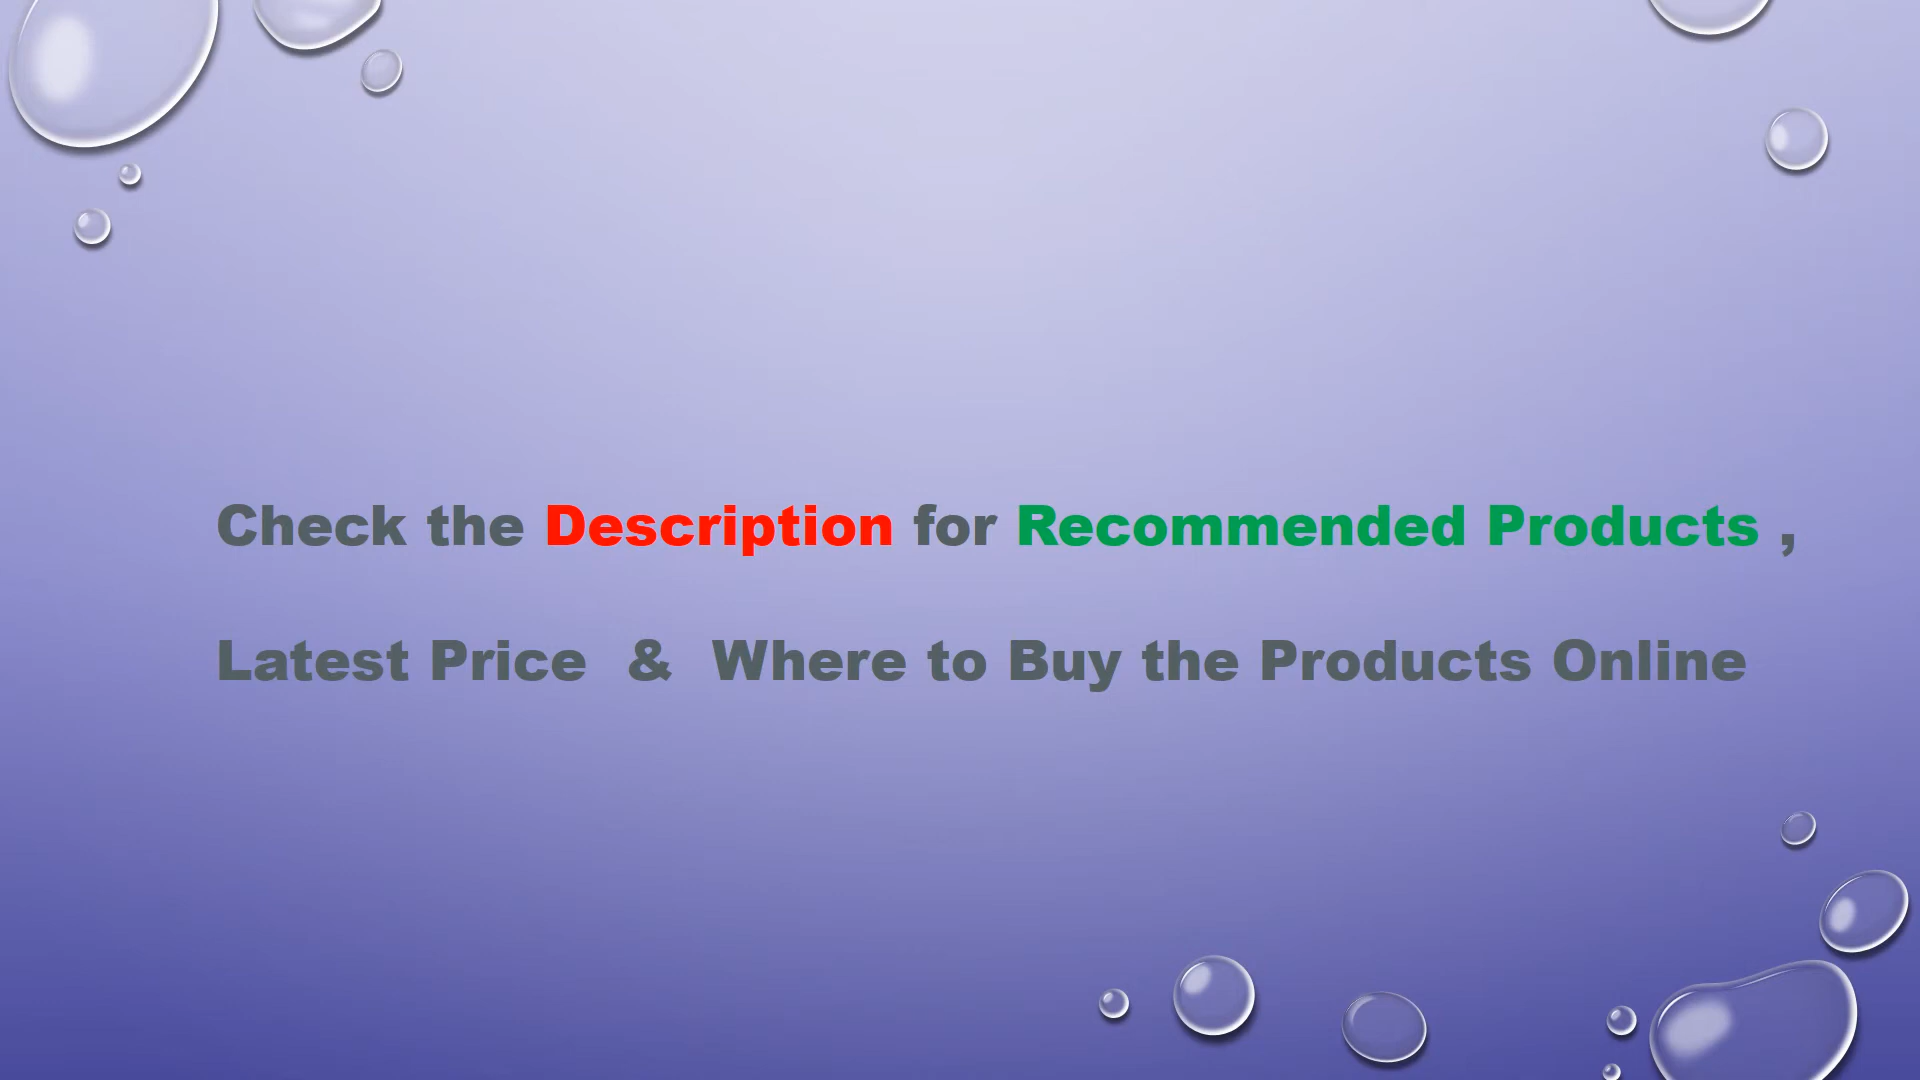 Check the Description for Recommended Products ,
Latest Price & Where to Buy the Products Online